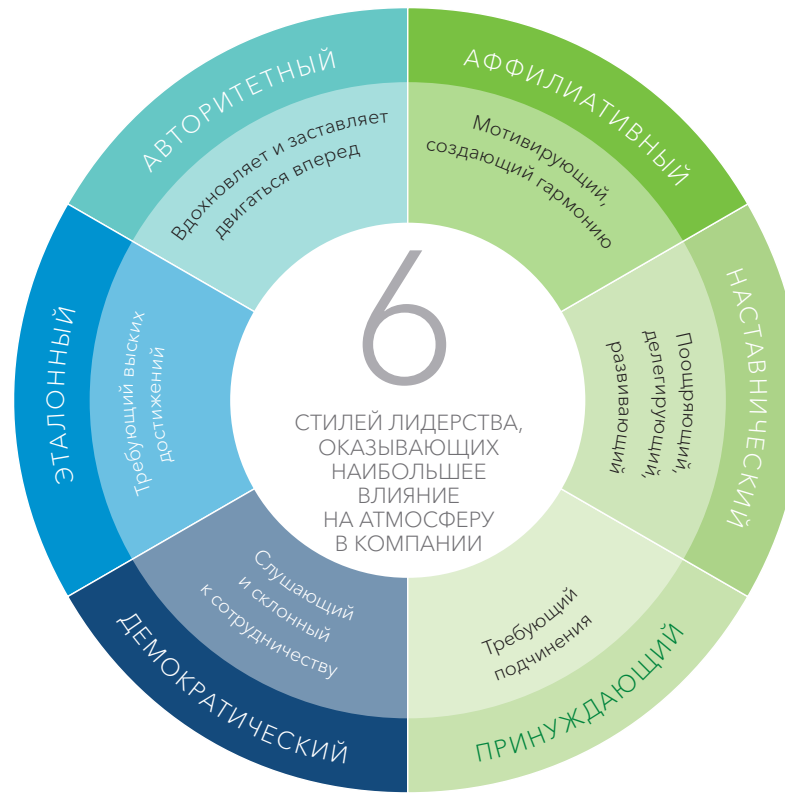 6
СТИЛЕЙ ЛИДЕРСТВА,
ОКАЗЫВАЮЩИХ
НАИБОЛЬШЕЕ
ВЛИЯНИЕ
НА АТМОСФЕРУ
В КОМПАНИИ
АВТОРИТЕТНЫЙ
Вдохновляет и заставляет
двигаться вперед
АФФИЛИАТИВНЫЙ
Мотивирующий,
создающий гармонию
НАСТАВНИЧЕСКИЙ
Поощряющий,
делегирующий,
развивающий
ПРИНУЖДАЮЩИЙ
Требующий
подчинения
ДЕМОКРАТИЧЕСКИЙ
Слушающий
и склонный
к сотрудничеству
ЭТАЛОННЫЙ
Требующий выских
достижений